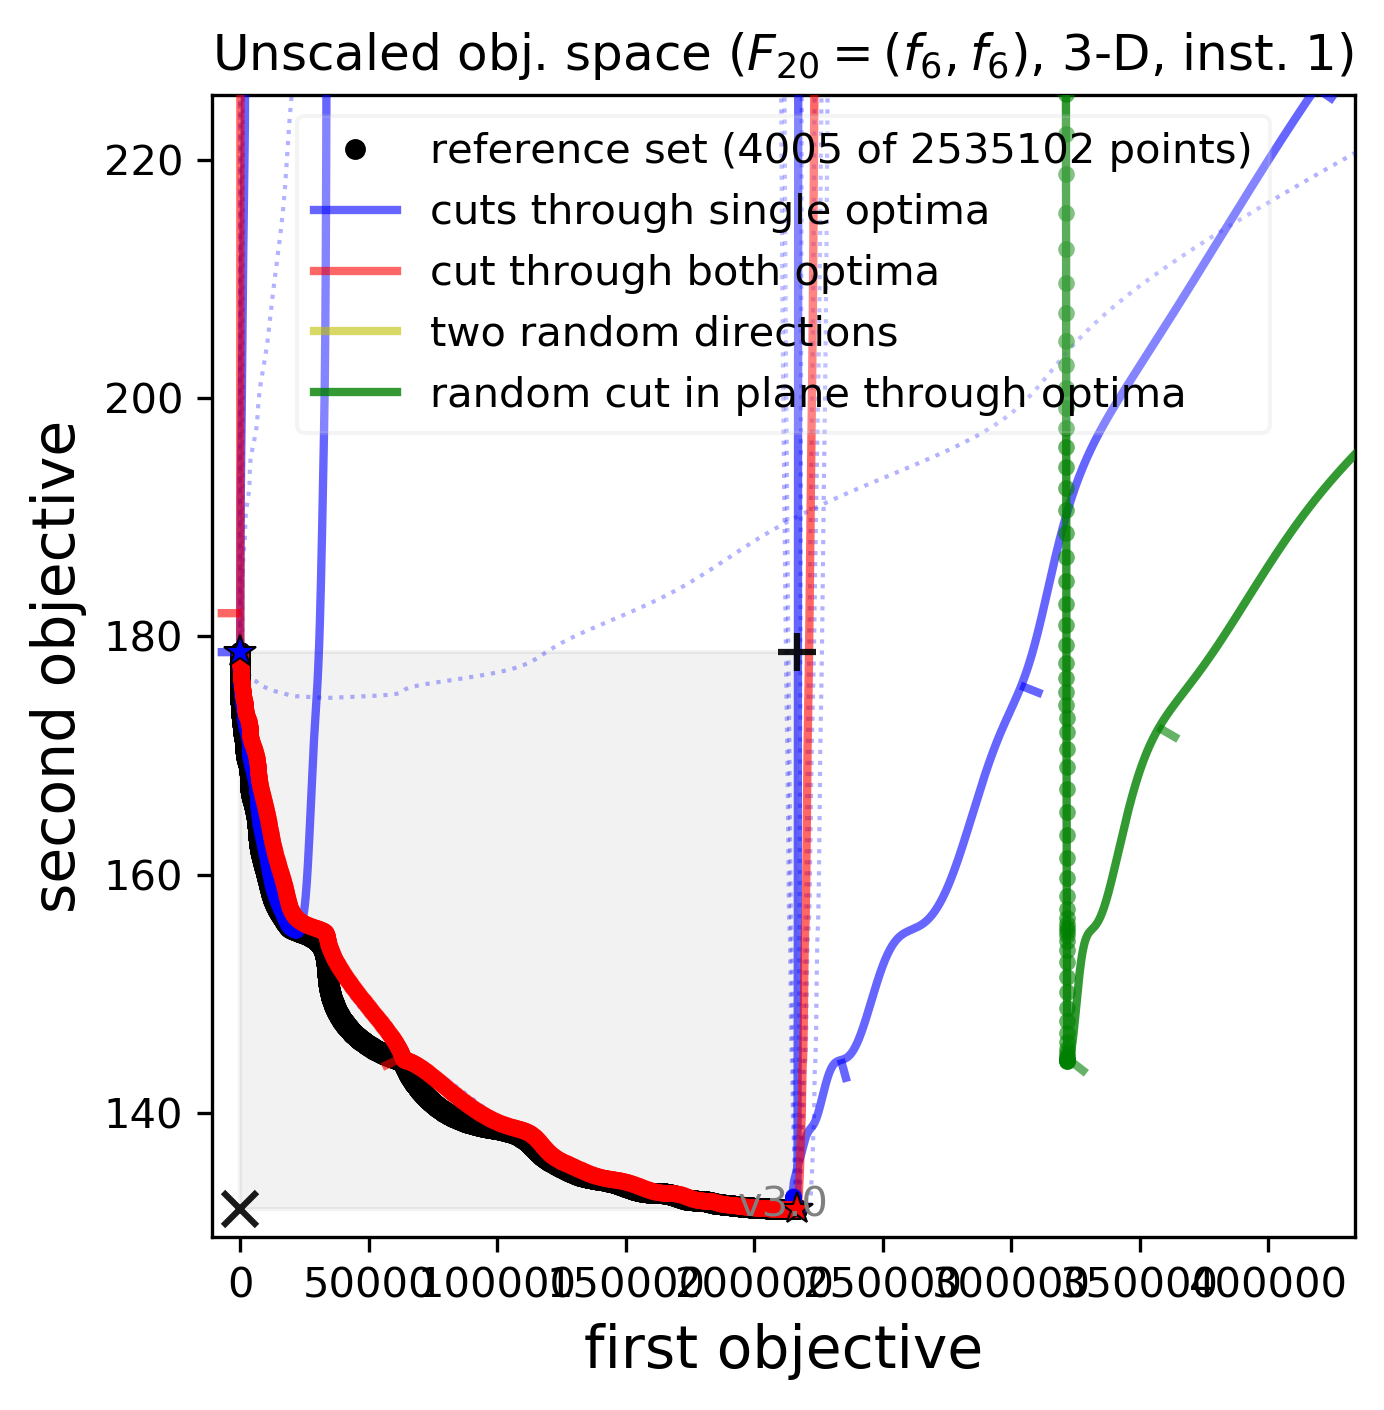 Unscaled obj. space (F20 = (f6, f6), 3-D, inst. 1)
second objective
220
200
180
160
140
reference set (4005 of 2535102 points)
cuts through single optima
cut through both optima
two random directions
random cut in plane through optima
v3.0
0 50000 100000 150000 200000 250000 300000 350000 400000
first objective